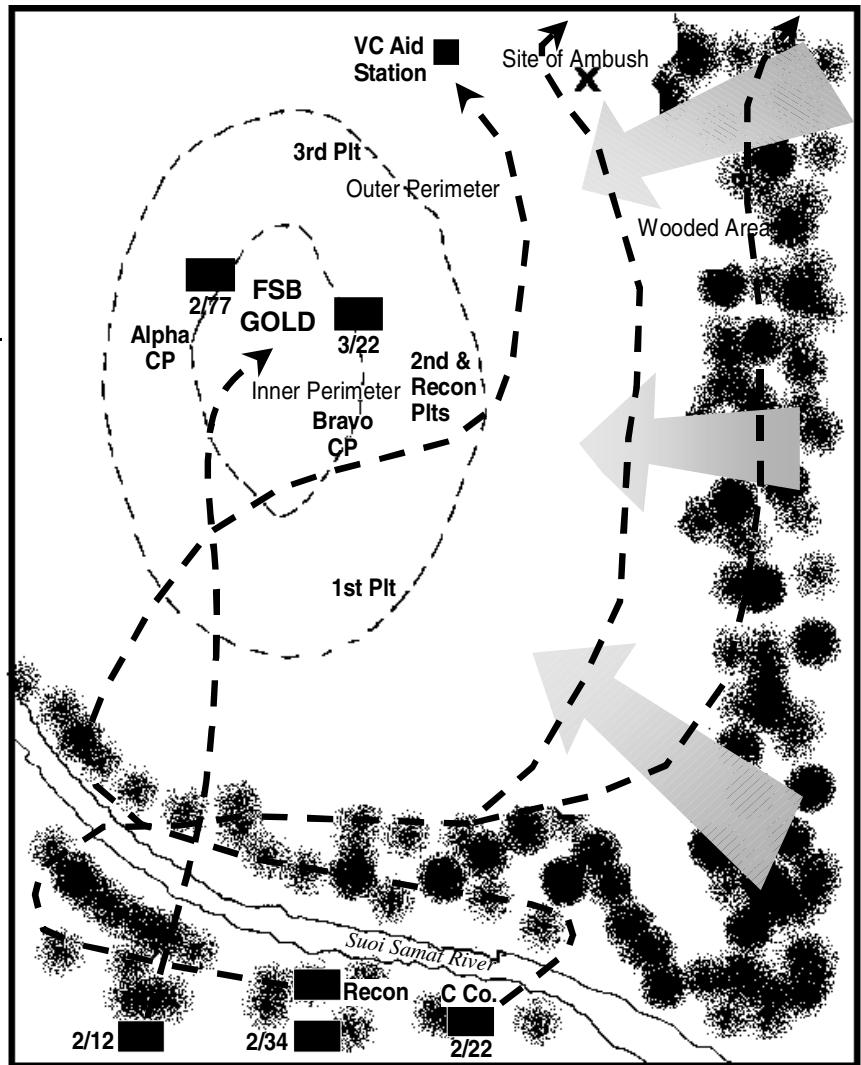 VC Aid
Station
Site of Ambush
X
3rd Plt
Outer Perimeter
Wooded Area
2/77
FSB
GOLD
3/22
Alpha
CP
2nd &
Recon
Plts
Inner Perimeter
Bravo
CP
1st Plt
Suoi Samat River
Recon
C Co.
2/12
2/34
2/22